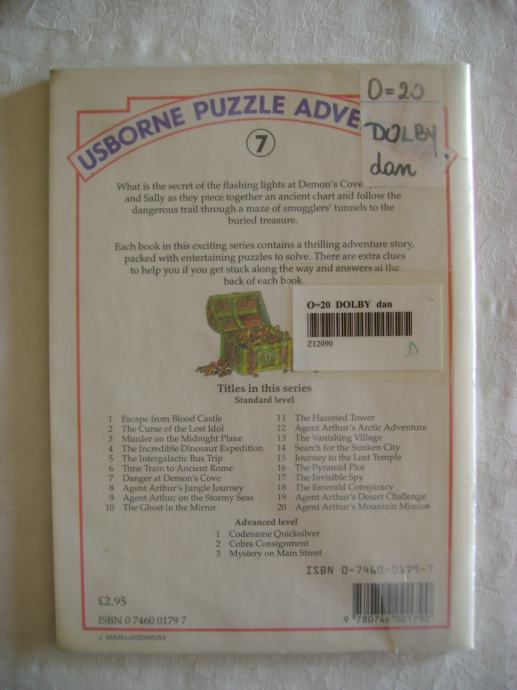 O=20
DOLBY
dan
USBORNE PUZZLE ADVE
7
What is the secret of the flashing lights at Demon's Cove
and Sally as they piece together an ancient chart and follow the
dangerous trail through a maze of smugglers' tunnels to the
buried treasure.
Each book in this exciting series contains a thrilling adventure story,
packed with entertaining puzzles to solve. There are extra clues
to help you if you get stuck along the way and answers at the
back of each book.
O=20 DOLBY dan
Z12090
D
Titles in this series
Standard level
1 Escape from Blood Castle
2 The Curse of the Lost Idol
3 Murder on the Midnight Plane
4 The Incredible Dinosaur Expedition
5 The Intergalactic Bus Trip
6 Time Train to Ancient Rome
7 Danger at Demon's Cove
8 Agent Arthur's Jungle Journey
9 Agent Arthur on the Stormy Seas
10 The Ghost in the Mirror
11 The Haunted Tower
12 Agent Arthur's Arctic Adventure
13 The Vanishing Village
14 Search for the Sunken City
15 Journey to the Lost Temple
16 The Pyramid Plot
17 The Invisible Spy
18 The Emerald Conspiracy
19 Agent Arthur's Desert Challenge
20 Agent Arthur's Mountain Mission
Advanced level
1 Codename Quicksilver
2 Cobra Consignment
3 Mystery on Main Street
ISBN 0-7460-0179-7
£2.95
ISBN 0 7460 0179 7
9 780746 001790
J MAMJJASOND/93